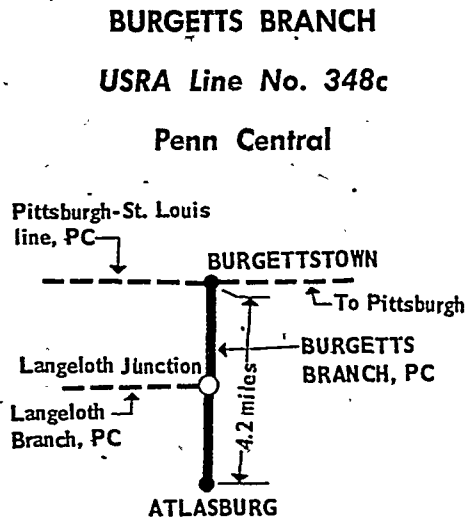 BURGETTS BRANCH
USRA Line No. 348c
Penn Central
Pittsburgh-St. Louis
line, PC
BURGETTSTOWN
To Pittsburgh
BURGETTS
BRANCH, PC
Langeloth Junction
4.2 miles
Langeloth
Branch, PC
ATLASBURG